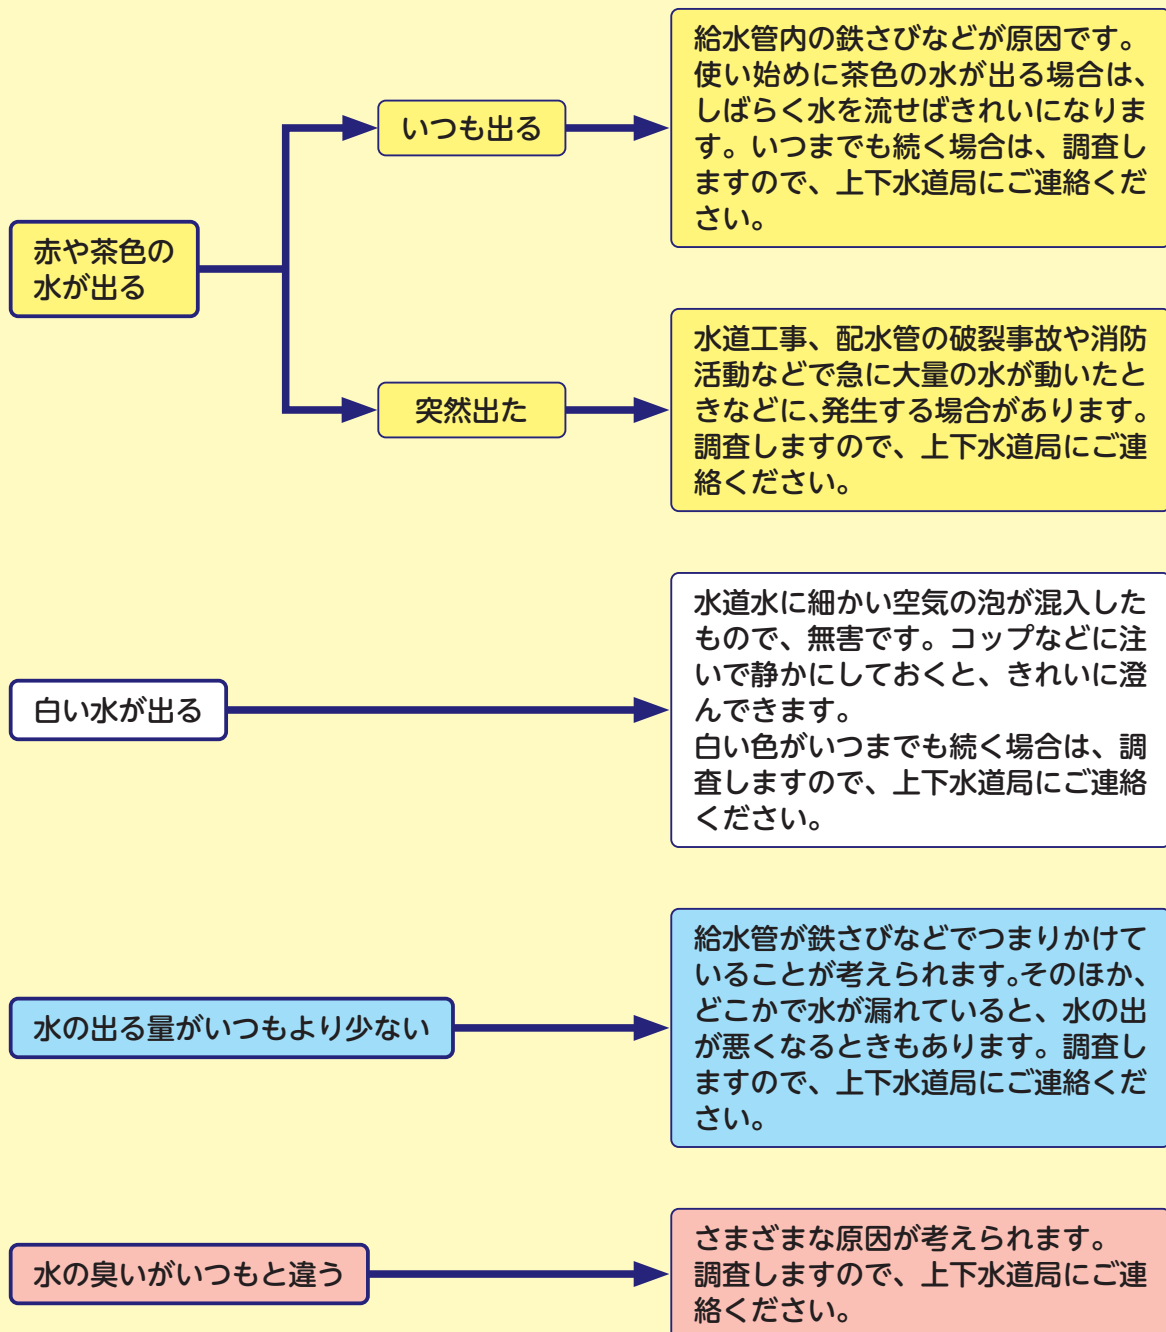 赤や茶色の
水が出る
いつも出る
給水管内の鉄さびなどが原因です。
使い始めに茶色の水が出る場合は、
しばらく水を流せばきれいになりま
す。いつまでも続く場合は、調査し
ますので、上下水道局にご連絡くだ
さい。
突然出た
水道工事、配水管の破裂事故や消防
活動などで急に大量の水が動いたと
きなどに、発生する場合があります。
調査しますので、上下水道局にご連
絡ください。
白い水が出る
水道水に細かい空気の泡が混入した
もので、無害です。コップなどに注
いで静かにしておくと、きれいに澄
んできます。
白い色がいつまでも続く場合は、調
査しますので、上下水道局にご連絡
ください。
水の出る量がいつもより少ない
給水管が鉄さびなどでつまりかけて
いることが考えられます。そのほか、
どこかで水が漏れていると、水の出
が悪くなるときもあります。調査し
ますので、上下水道局にご連絡くだ
さい。
水の臭いがいつもと違う
さまざまな原因が考えられます。
調査しますので、上下水道局にご連
絡ください。